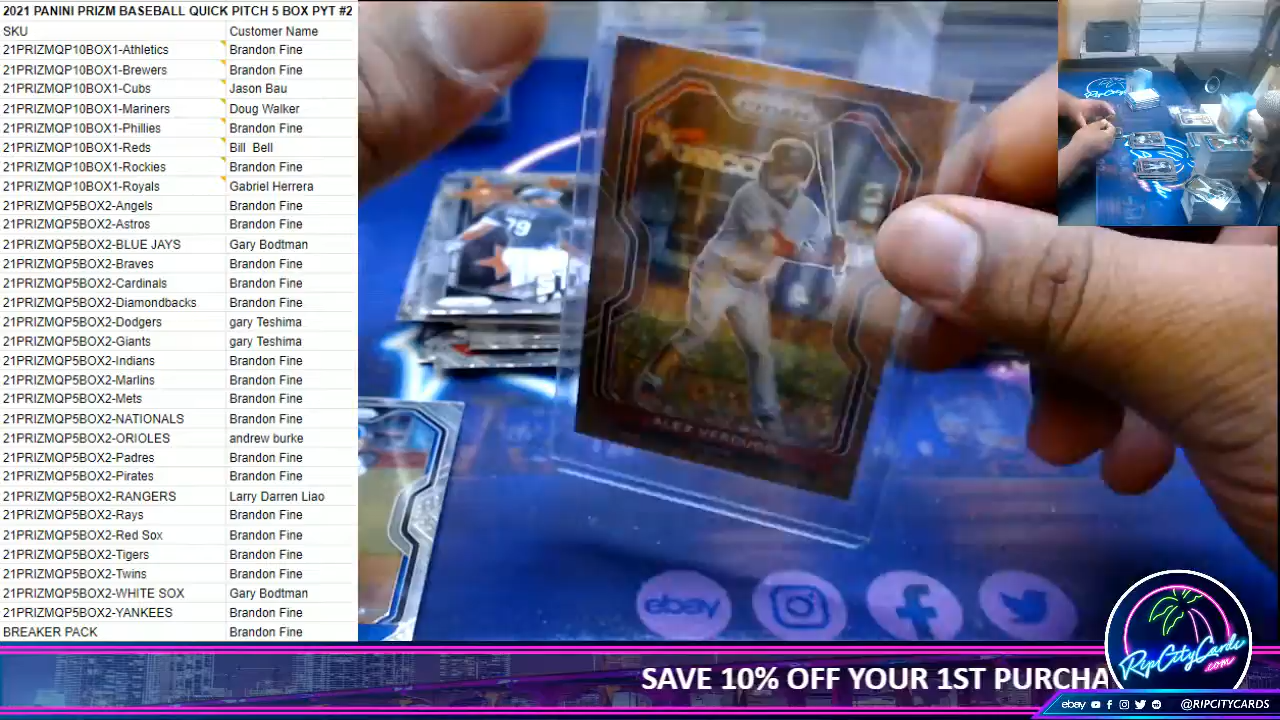 2021 PANINI PRIZM BASEBALL QUICK PITCH 5 BOX PYT #2
SKU Customer Name
21PRIZMQP10BOX1-Athletics Brandon Fine
21PRIZMQP10BOX1-Brewers Brandon Fine
21PRIZMQP10BOX1-Cubs Jason Bau
21PRIZMQP10BOX1-Mariners Doug Walker
21PRIZMQP10BOX1-Phillies Brandon Fine
21PRIZMQP10BOX1-Reds Bill Bell
21PRIZMQP10BOX1-Rockies Brandon Fine
21PRIZMQP10BOX1-Royals Gabriel Herrera
21PRIZMQP5BOX2-Angels Brandon Fine
21PRIZMQP5BOX2-Astros Brandon Fine
21PRIZMQP5BOX2-BLUE JAYS Gary Bodtman
21PRIZMQP5BOX2-Braves Brandon Fine
21PRIZMQP5BOX2-Cardinals Brandon Fine
21PRIZMQP5BOX2-Diamondbacks Brandon Fine
21PRIZMQP5BOX2-Dodgers gary Teshima
21PRIZMQP5BOX2-Giants gary Teshima
21PRIZMQP5BOX2-Indians Brandon Fine
21PRIZMQP5BOX2-Marlins Brandon Fine
21PRIZMQP5BOX2-Mets Brandon Fine
21PRIZMQP5BOX2-NATIONALS Brandon Fine
21PRIZMQP5BOX2-ORIOLES andrew burke
21PRIZMQP5BOX2-Padres Brandon Fine
21PRIZMQP5BOX2-Pirates Brandon Fine
21PRIZMQP5BOX2-RANGERS Larry Darren Liao
21PRIZMQP5BOX2-Rays Brandon Fine
21PRIZMQP5BOX2-Red Sox Brandon Fine
21PRIZMQP5BOX2-Tigers Brandon Fine
21PRIZMQP5BOX2-Twins Brandon Fine
21PRIZMQP5BOX2-WHITE SOX Gary Bodtman
21PRIZMQP5BOX2-YANKEES Brandon Fine
BREAKER PACK Brandon Fine
79
ALEX VERDUGO
ebay
SAVE 10% OFF YOUR 1ST PURCHA
RipCityCards
.com
ebay @RIPCITYCARDS